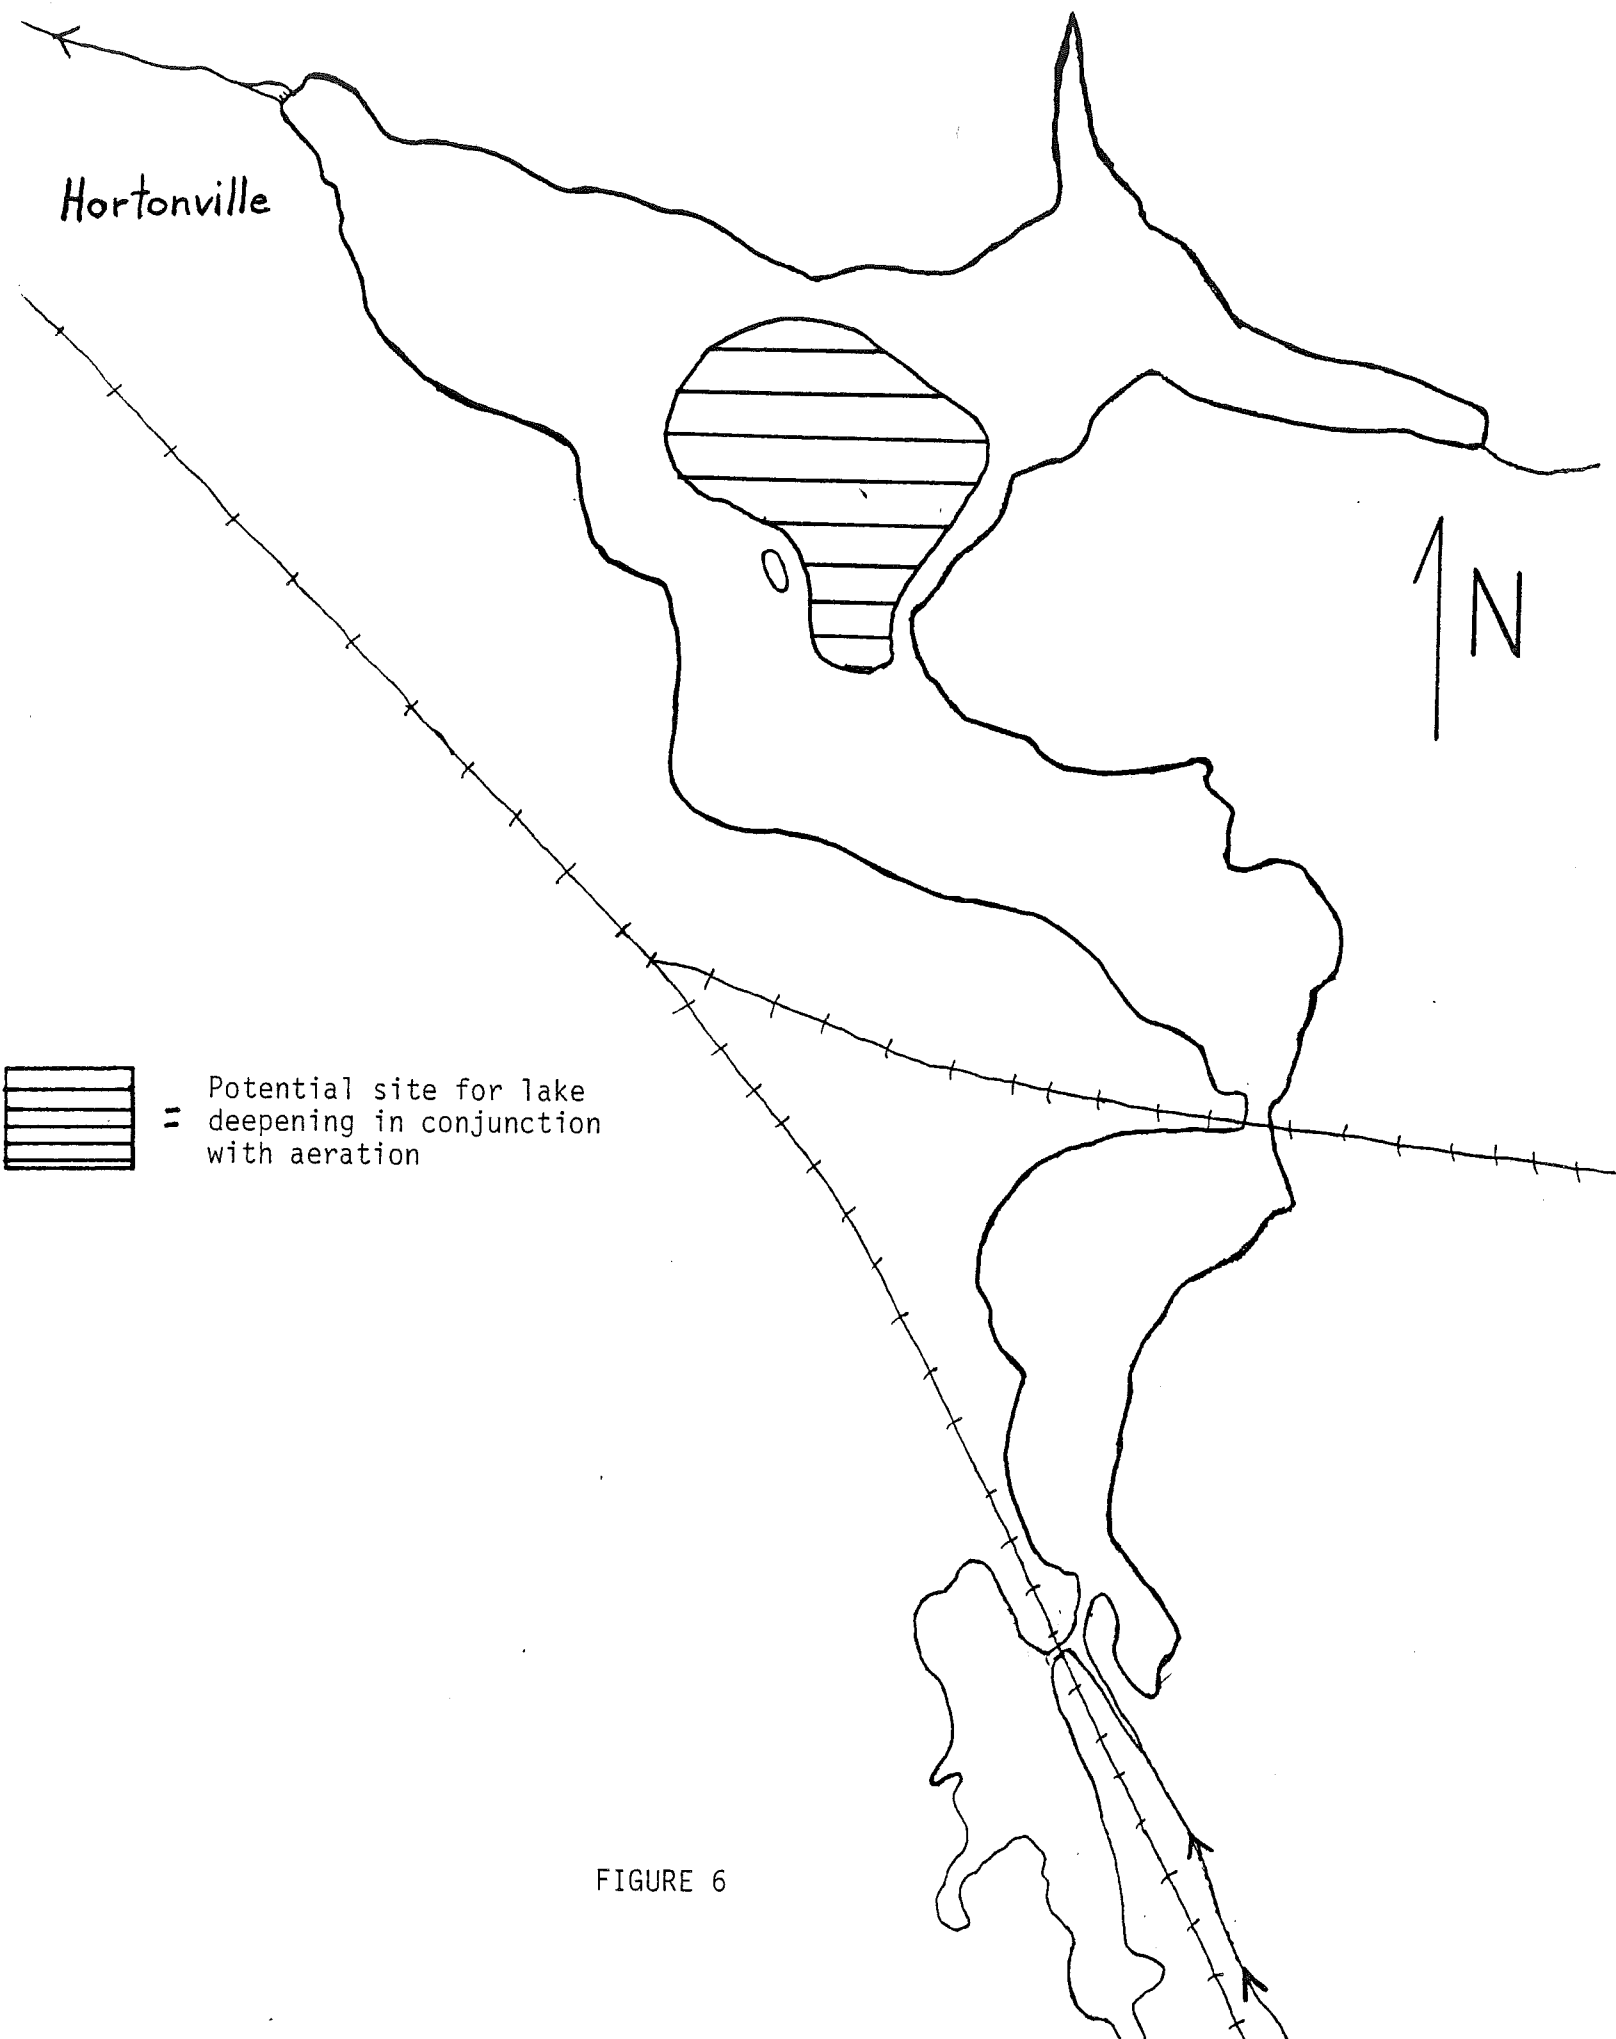 Hortonville
N
= Potential site for lake
deepening in conjunction
with aeration
FIGURE 6